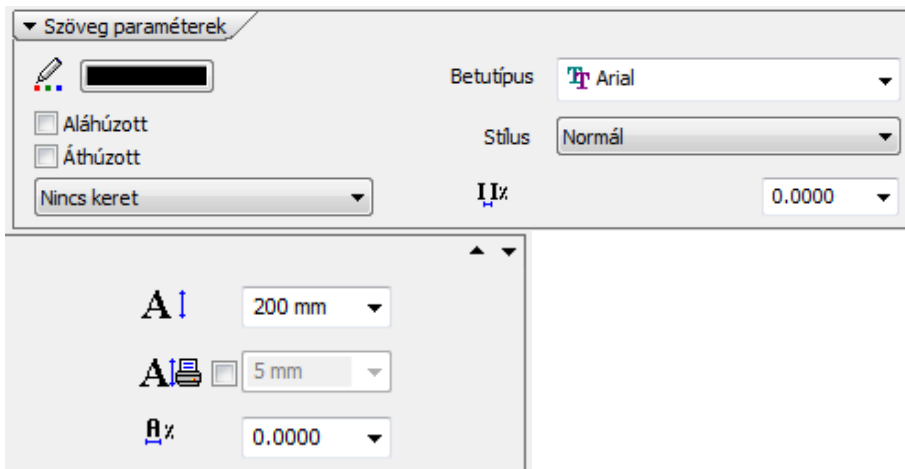 Szöveg paraméterek
Betutípus Arial
Aláhúzott
Áthúzott
Stílus Normál
Nincs keret
0.0000
200 mm
5 mm
0.0000